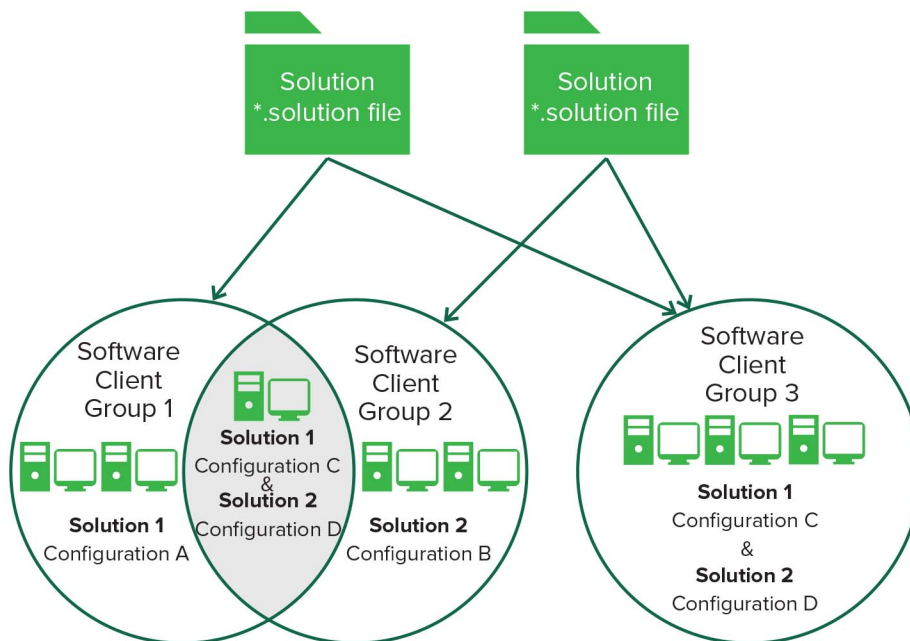 Solution
*.solution file
Solution
*.solution file
Software
Client
Group 1
Solution 1
Configuration A
Solution 1
Configuration C
&
Solution 2
Configuration D
Software
Client
Group 2
Solution 2
Configuration B
Software
Client
Group 3
Solution 1
Configuration C
&
Solution 2
Configuration D